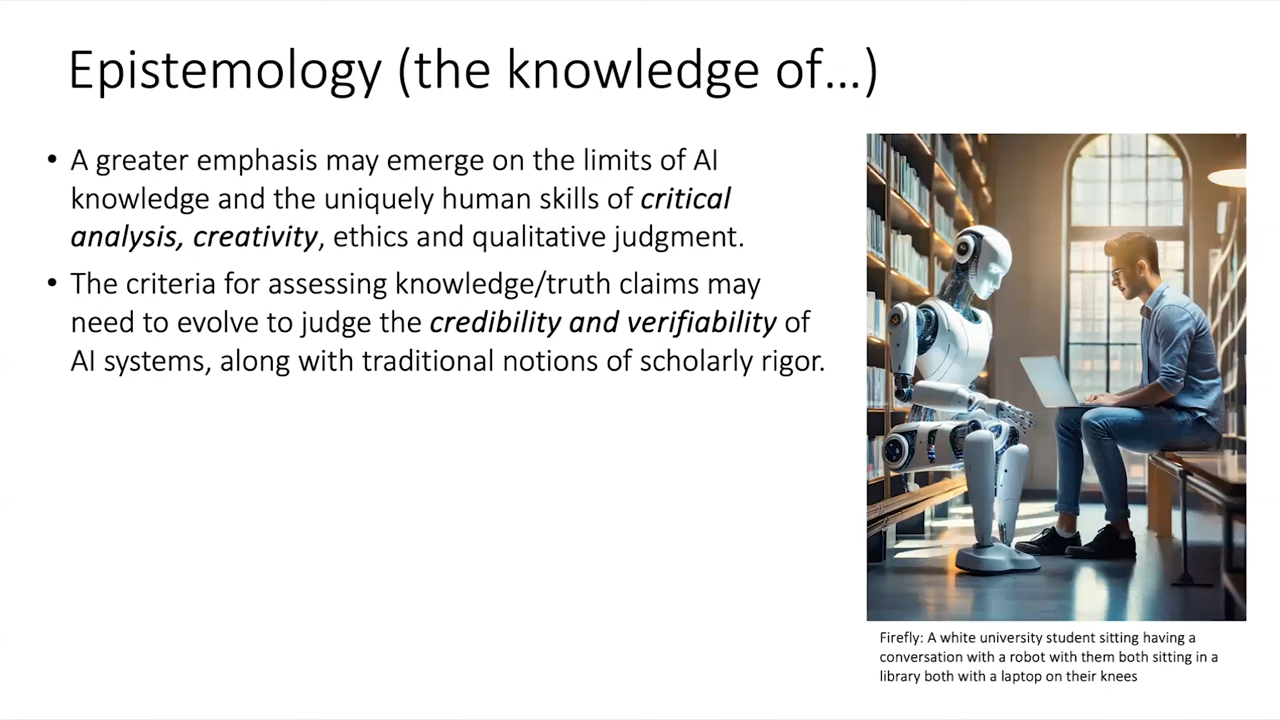 Epistemology (the knowledge of...)
• A greater emphasis may emerge on the limits of AI
knowledge and the uniquely human skills of critical
analysis, creativity, ethics and qualitative judgment.
• The criteria for assessing knowledge/truth claims may
need to evolve to judge the credibility and verifiability of
AI systems, along with traditional notions of scholarly rigor.
Firefly: A white university student sitting having a
conversation with a robot with them both sitting in a
library both with a laptop on their knees